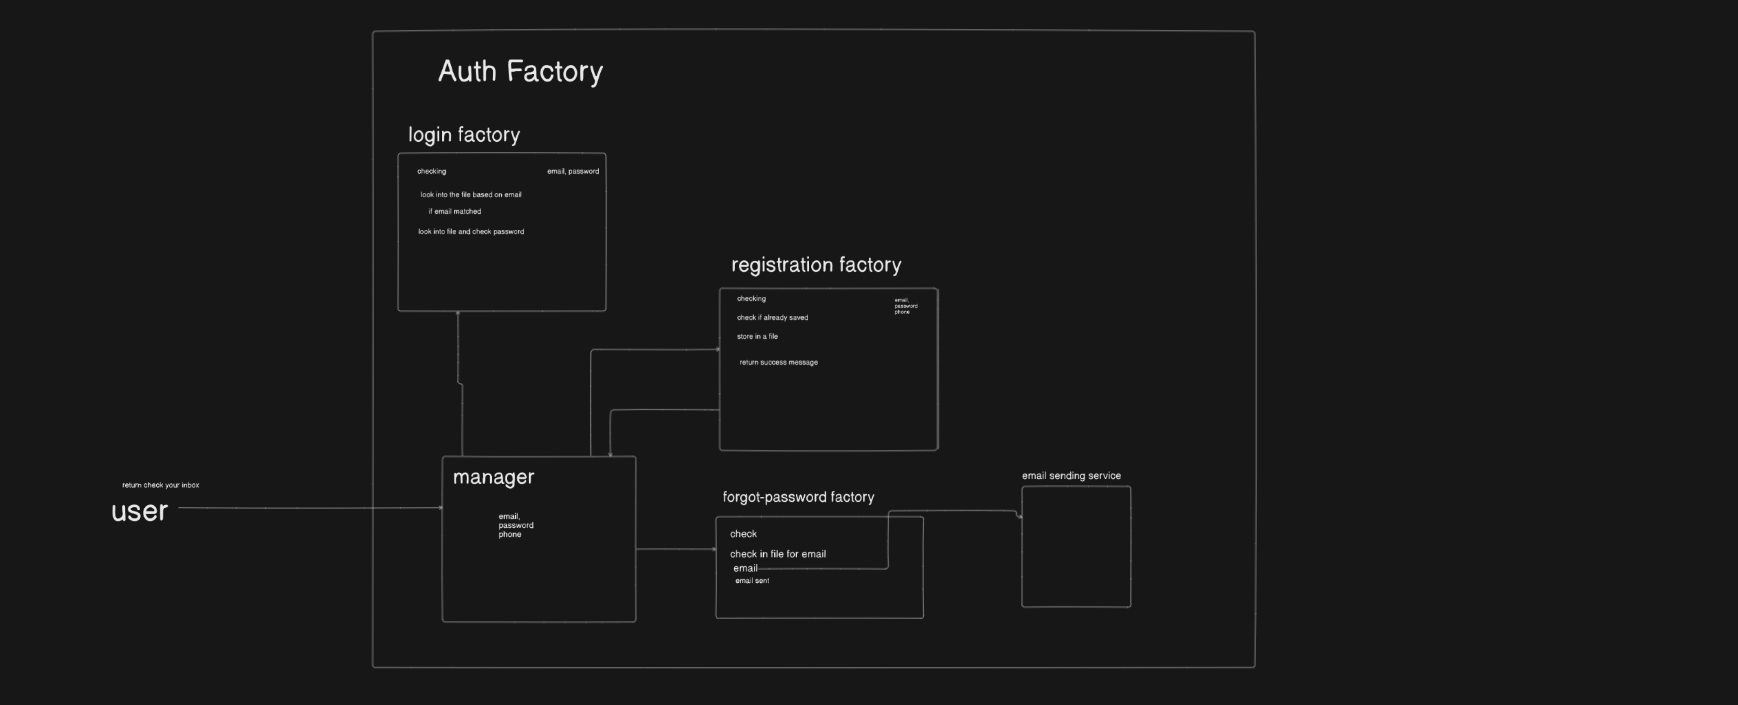 Auth Factory
login factory
checking
email, password
look into the file based on email
if email matched
look into file and check password
registration factory
checking
email,
password
phone
check if already saved
store in a file
return success message
manager
email,
password
phone
return check your inbox
user
forgot-password factory
check
check in file for email
email
email sent
email sending service